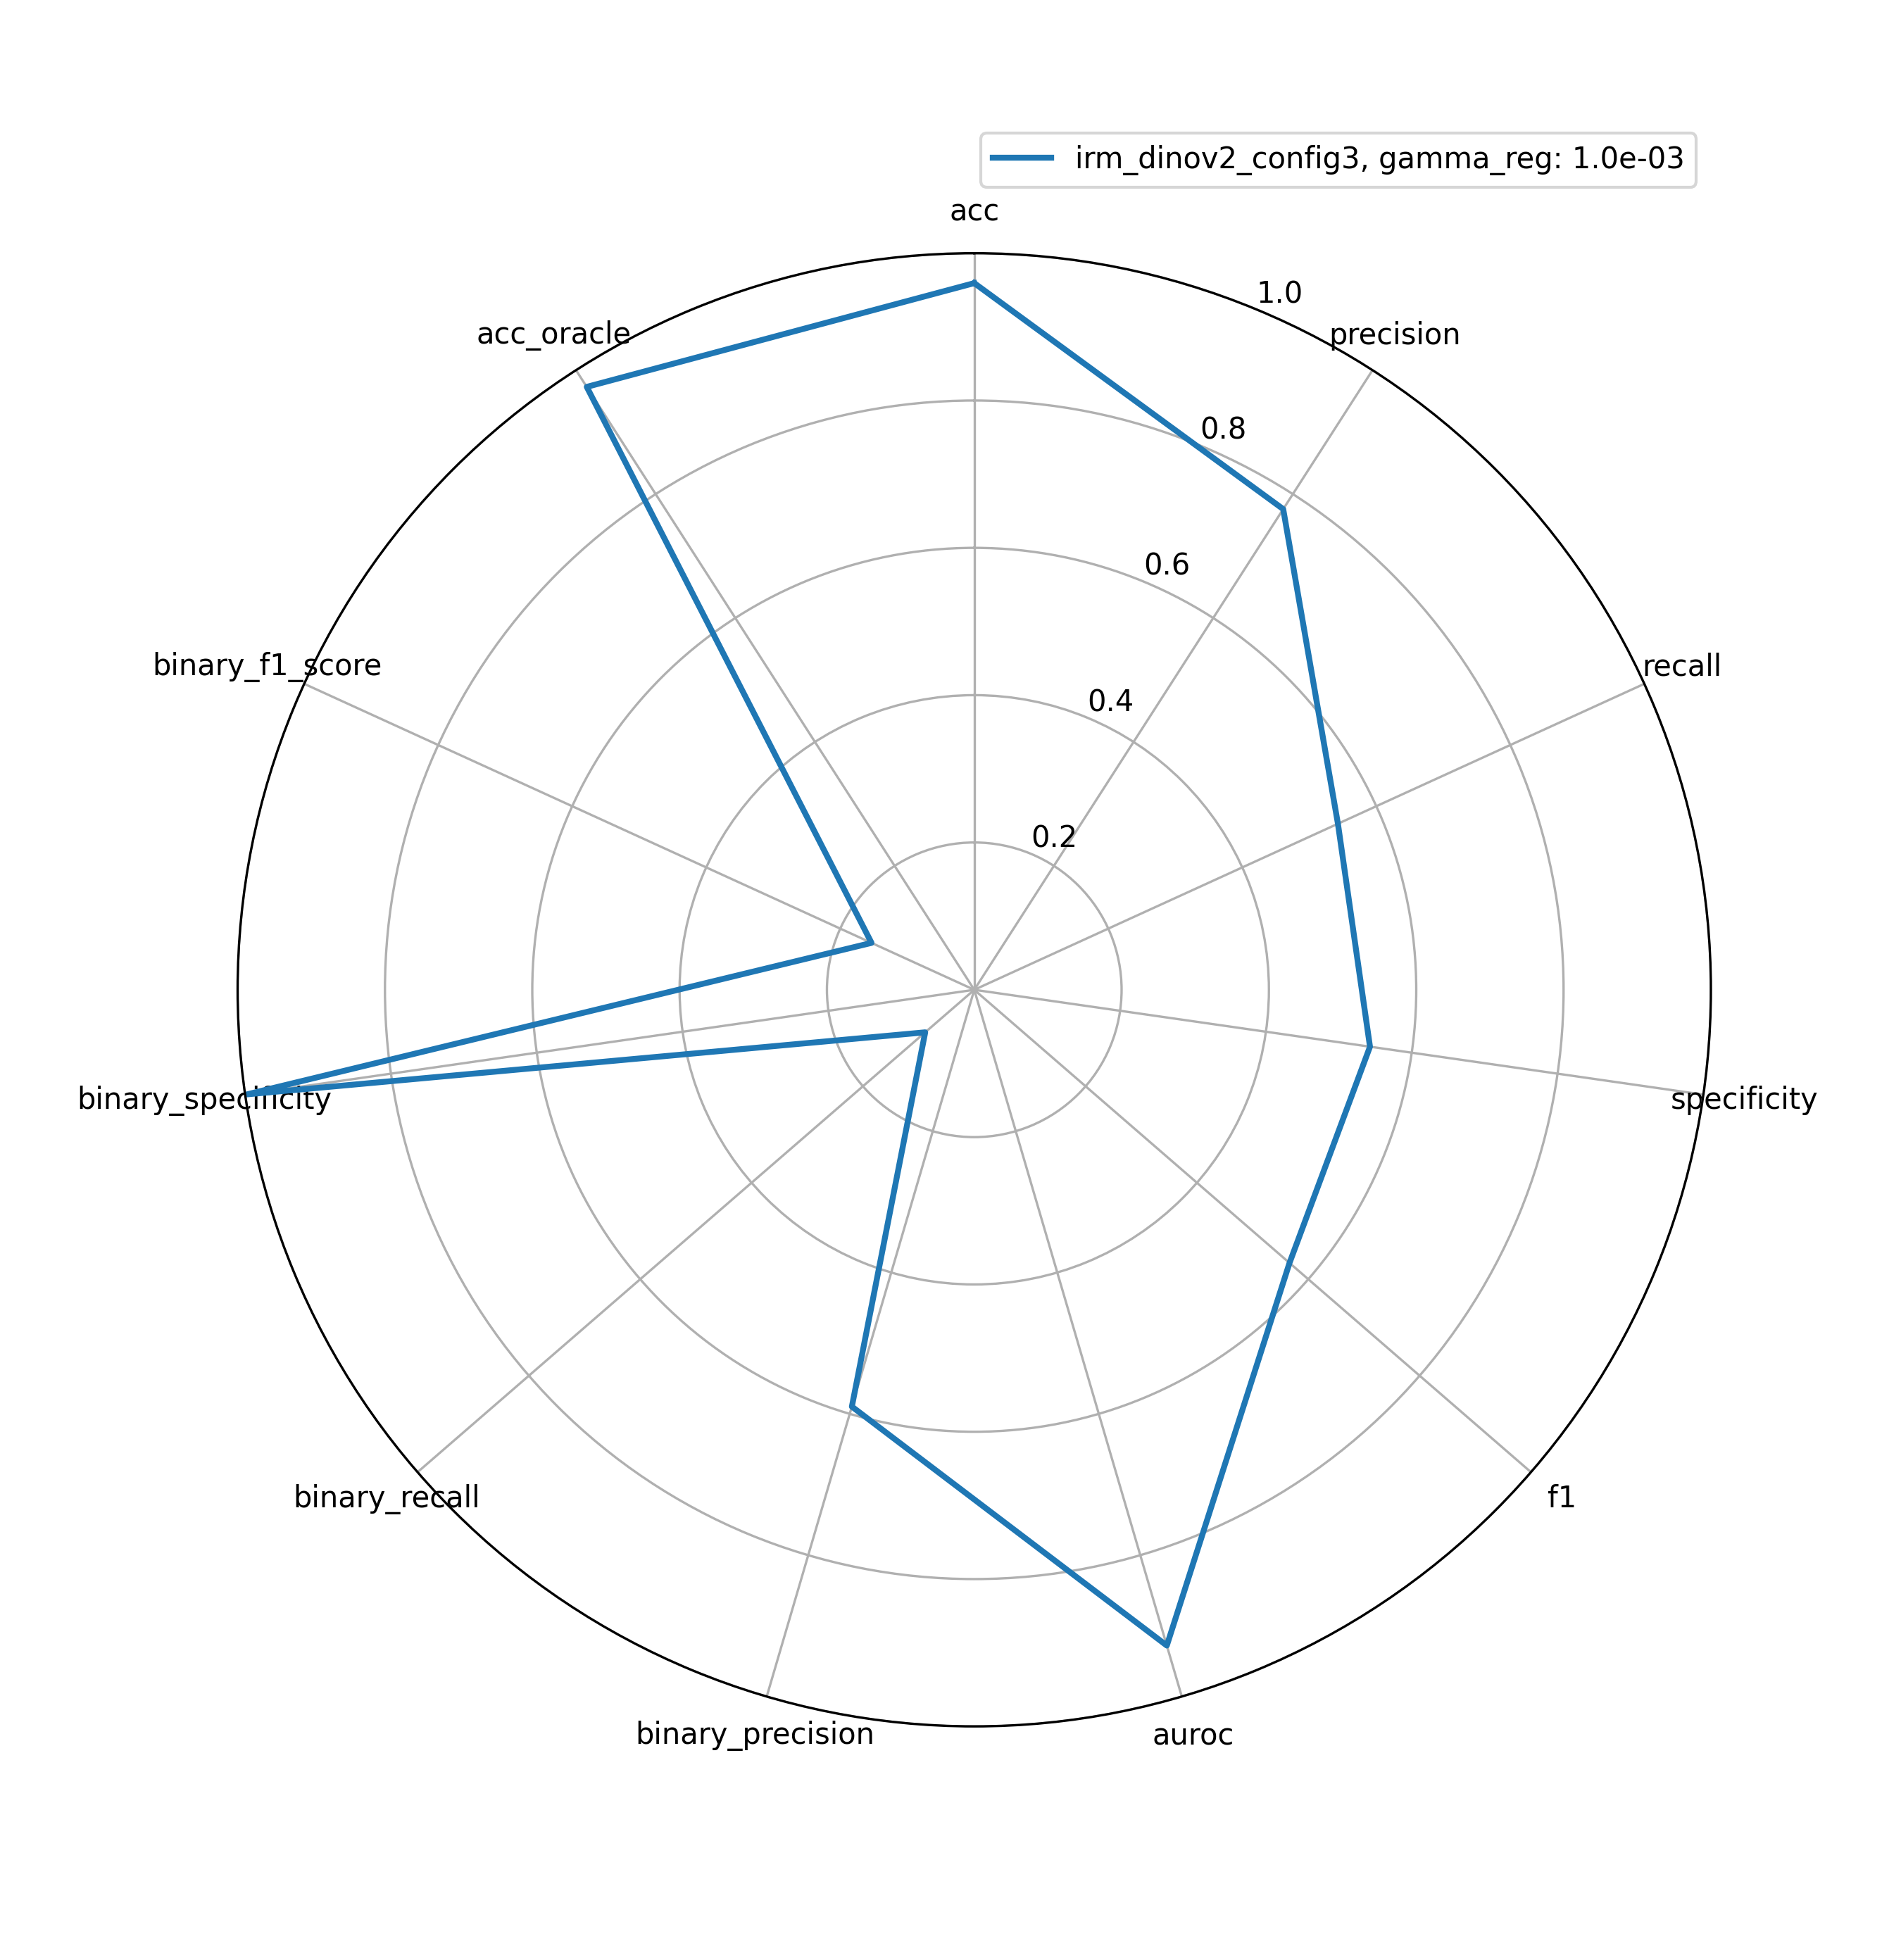 irm_dinov2_config3, gamma_reg: 1.0e-03
acc
1.0
acc_oracle
precision
0.8
0.6
binary_f1_score
recall
0.4
0.2
binary_specificity
specificity
binary_recall
f1
binary_precision
auroc